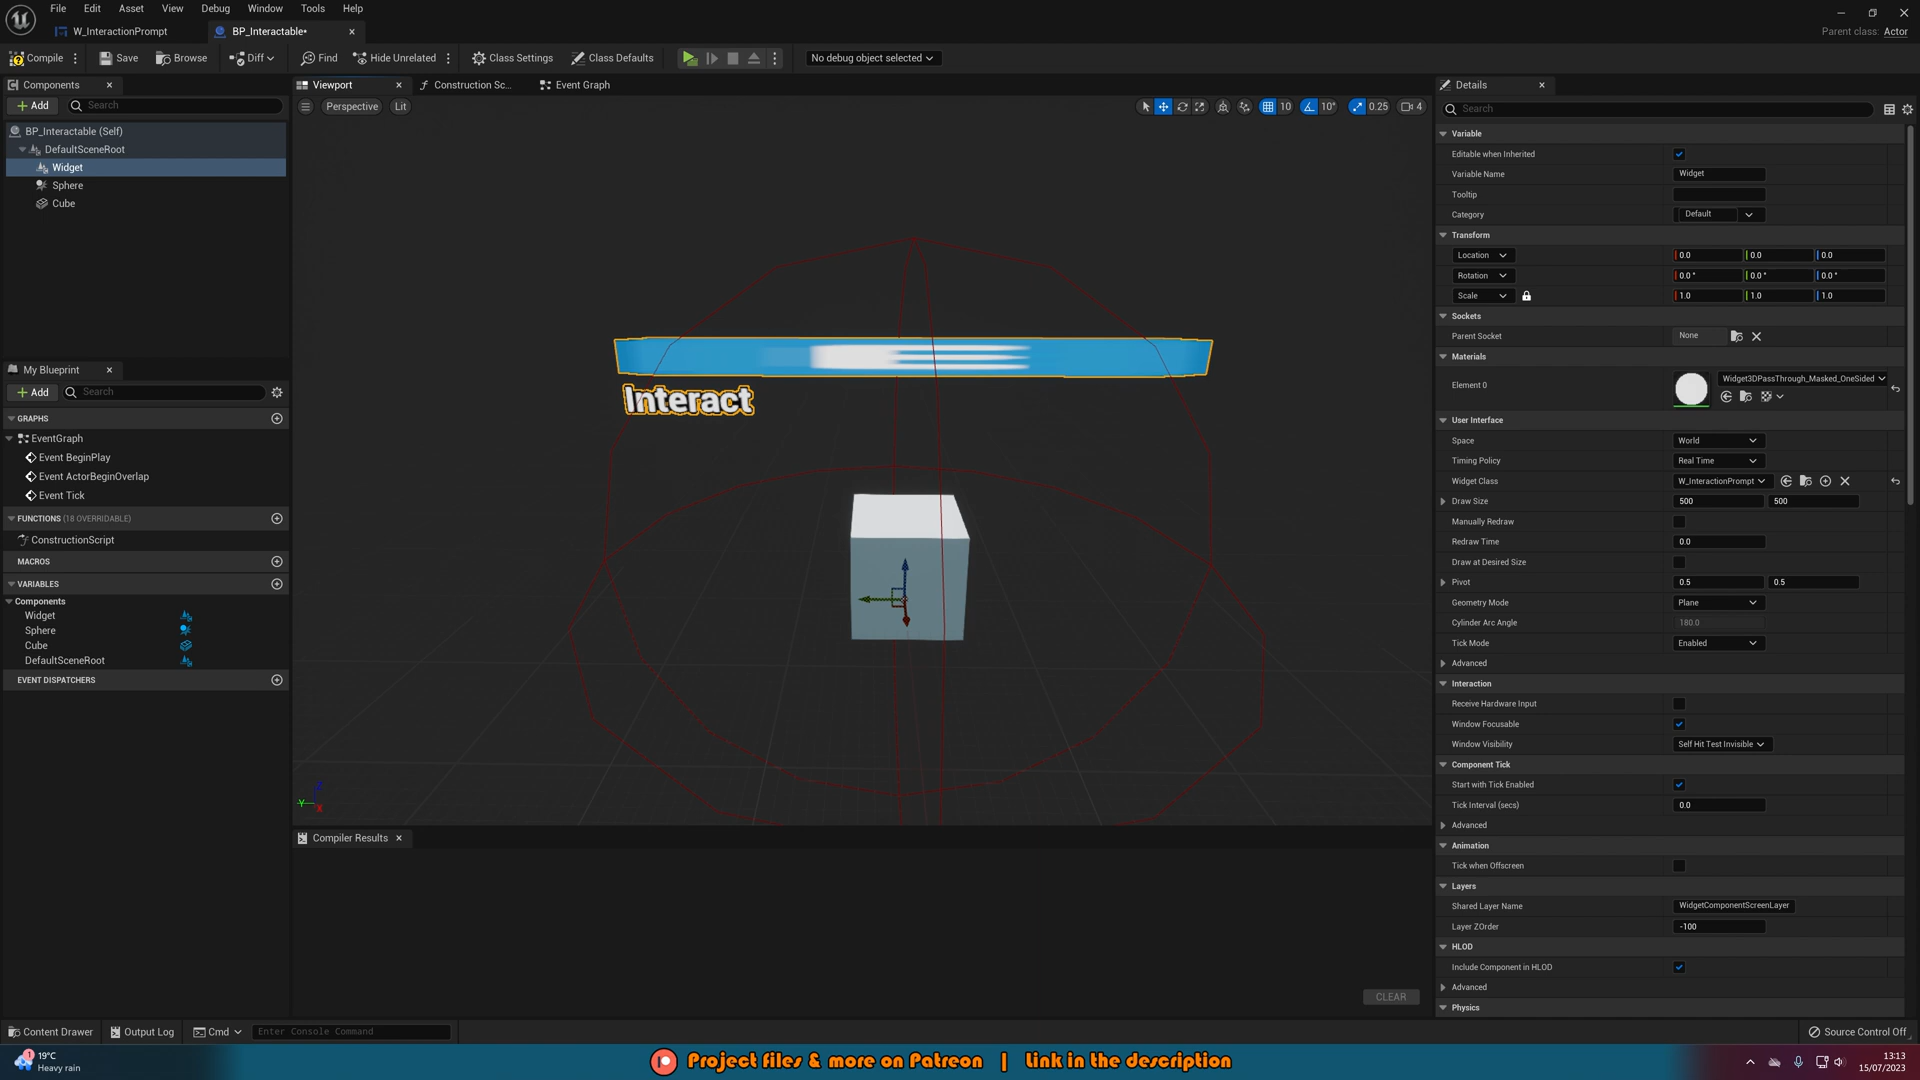 File Edit Asset View Debug Window Tools Help
W_InteractionPrompt BP_Interactable* Parent class: Actor
Compile Save Browse Diff Find Hide Unrelated Class Settings Class Defaults No debug object selected
Components
Add Search
BP_Interactable (Self)
DefaultSceneRoot
Widget
Sphere
Cube
My Blueprint
Add Search
GRAPHS
EventGraph
Event BeginPlay
Event ActorBeginOverlap
Event Tick
FUNCTIONS (18 OVERRIDABLE)
ConstructionScript
MACROS
VARIABLES
Components
Widget
Sphere
Cube
DefaultSceneRoot
EVENT DISPATCHERS
Viewport Construction Sc... Event Graph
Perspective Lit 10 10° 0.25 4
Interact
Z
Y
X
Compiler Results
CLEAR
Details
Search
Variable
Editable when Inherited
Variable Name Widget
Tooltip
Category Default
Transform
Location 0.0 0.0 0.0
Rotation 0.0° 0.0° 0.0°
Scale 1.0 1.0 1.0
Sockets
Parent Socket None
Materials
Element 0 Widget3DPassThrough_Masked_OneSided
User Interface
Space World
Timing Policy Real Time
Widget Class W_InteractionPrompt
Draw Size 500 500
Manually Redraw
Redraw Time 0.0
Draw at Desired Size
Pivot 0.5 0.5
Geometry Mode Plane
Cylinder Arc Angle 180.0
Tick Mode Enabled
Advanced
Interaction
Receive Hardware Input
Window Focusable
Window Visibility Self Hit Test Invisible
Component Tick
Start with Tick Enabled
Tick Interval (secs) 0.0
Advanced
Animation
Tick when Offscreen
Layers
Shared Layer Name WidgetComponentScreenLayer
Layer ZOrder -100
HLOD
Include Component in HLOD
Advanced
Physics
Content Drawer Output Log Cmd Enter Console Command Source Control Off
1 19°C
Heavy rain
Project files & more on Patreon | Link in the description
13:13
15/07/2023